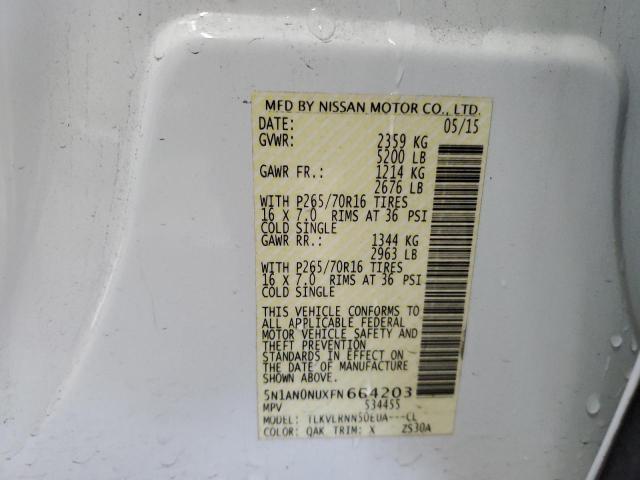 MFD BY NISSAN MOTOR CO., LTD.
DATE: 05/15
GVWR: 2359 KG
5200 LB
GAWR FR.: 1214 KG
2676 LB
WITH P265/70R16 TIRES
16 X 7.0 RIMS AT 36 PSI
COLD SINGLE
GAWR RR.: 1344 KG
2963 LB
WITH P265/70R16 TIRES
16 X 7.0 RIMS AT 36 PSI
COLD SINGLE
THIS VEHICLE CONFORMS TO
ALL APPLICABLE FEDERAL
MOTOR VEHICLE SAFETY AND
THEFT PREVENTION
STANDARDS IN EFFECT ON
THE DATE OF MANUFACTURE
SHOWN ABOVE.
5N1AN0NUXFN664203
MPV 534455
MODEL: TLKVLRNN50EUA---CL
COLOR: QAK TRIM: X ZS30A